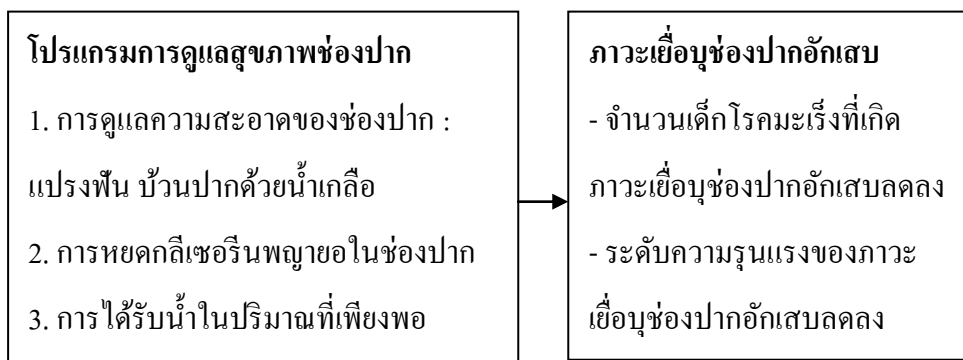 โปรแกรมการดูแลสุขภาพช่องปาก
1. การดูแลความสะอาดของช่องปาก :
แปรงฟัน บ้วนปากด้วยน้ำเกลือ
2. การหยดกลีเซอรีนพญายอในช่องปาก
3. การได้รับน้ำในปริมาณที่เพียงพอ
ภาวะเยื่อบุช่องปากอักเสบ
- จำนวนเด็กโรคมะเร็งที่เกิด
ภาวะเยื่อบุช่องปากอักเสบลดลง
- ระดับความรุนแรงของภาวะ
เยื่อบุช่องปากอักเสบลดลง